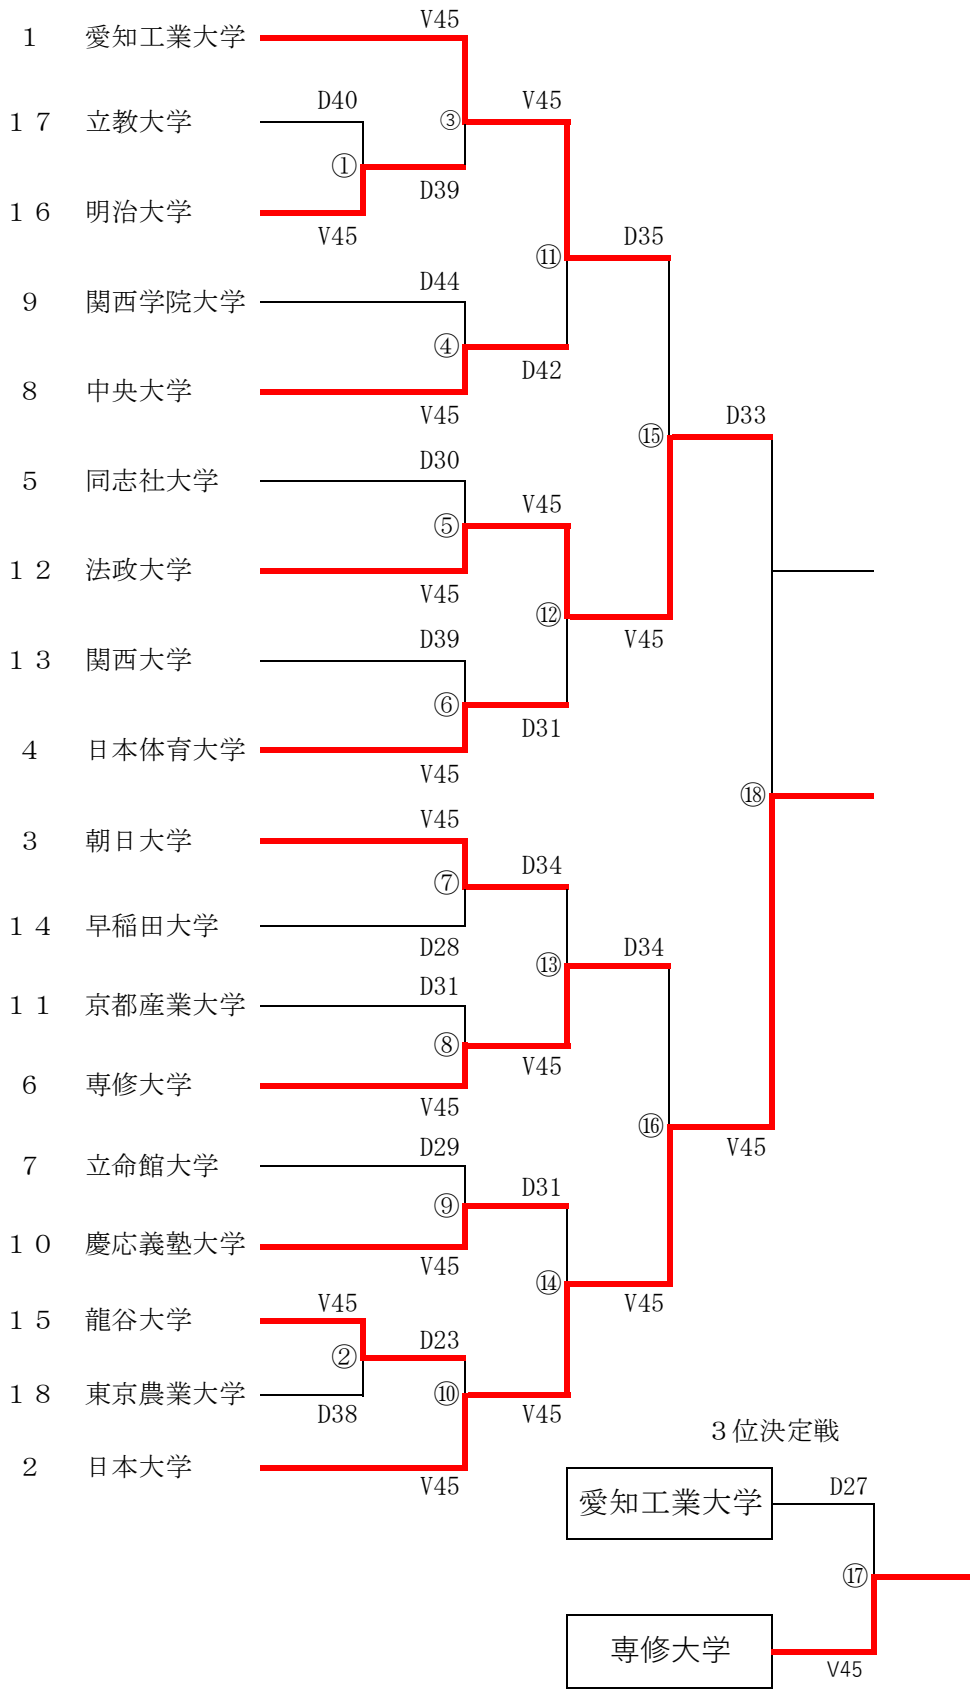 V45
１ 愛知工業大学
D40 V45
１７ 立教大学 ③
①
D39
１６ 明治大学
V45 D35
⑪
D44
９ 関西学院大学
④
D42
８ 中央大学
V45 D33
⑮
D30
５ 同志社大学
V45
⑤
１２ 法政大学
V45
⑫
D39 V45
１３ 関西大学
⑥
D31
４ 日本体育大学
V45
⑱
V45
３ 朝日大学
D34
⑦
１４ 早稲田大学
D28 D34
⑬
D31
１１ 京都産業大学
⑧
V45
６ 専修大学
V45
⑯
D29 V45
７ 立命館大学
D31
⑨
１０ 慶応義塾大学
V45
⑭
V45 V45
１５ 龍谷大学
D23
②
１８ 東京農業大学 ⑩
D38 V45
３位決定戦
２ 日本大学
V45 D27
愛知工業大学
⑰
専修大学
V45